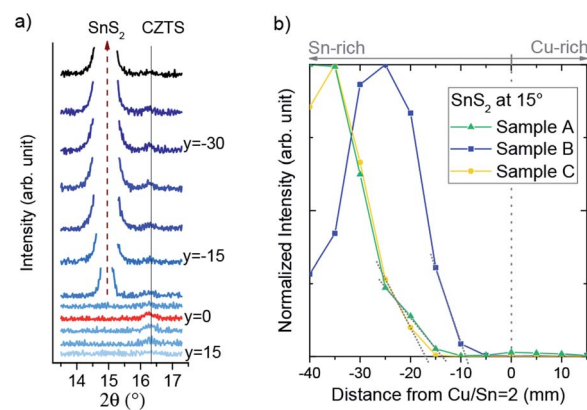 a)
SnS2 CZTS
y=-30
y=-15
y=0
y=15
Intensity (arb. unit)
14 15 16 17
2θ (°)
b)
Sn-rich Cu-rich
SnS2 at 15°
Sample A
Sample B
Sample C
Normalized Intensity (arb. unit)
-40 -30 -20 -10 0 10
Distance from Cu/Sn=2 (mm)